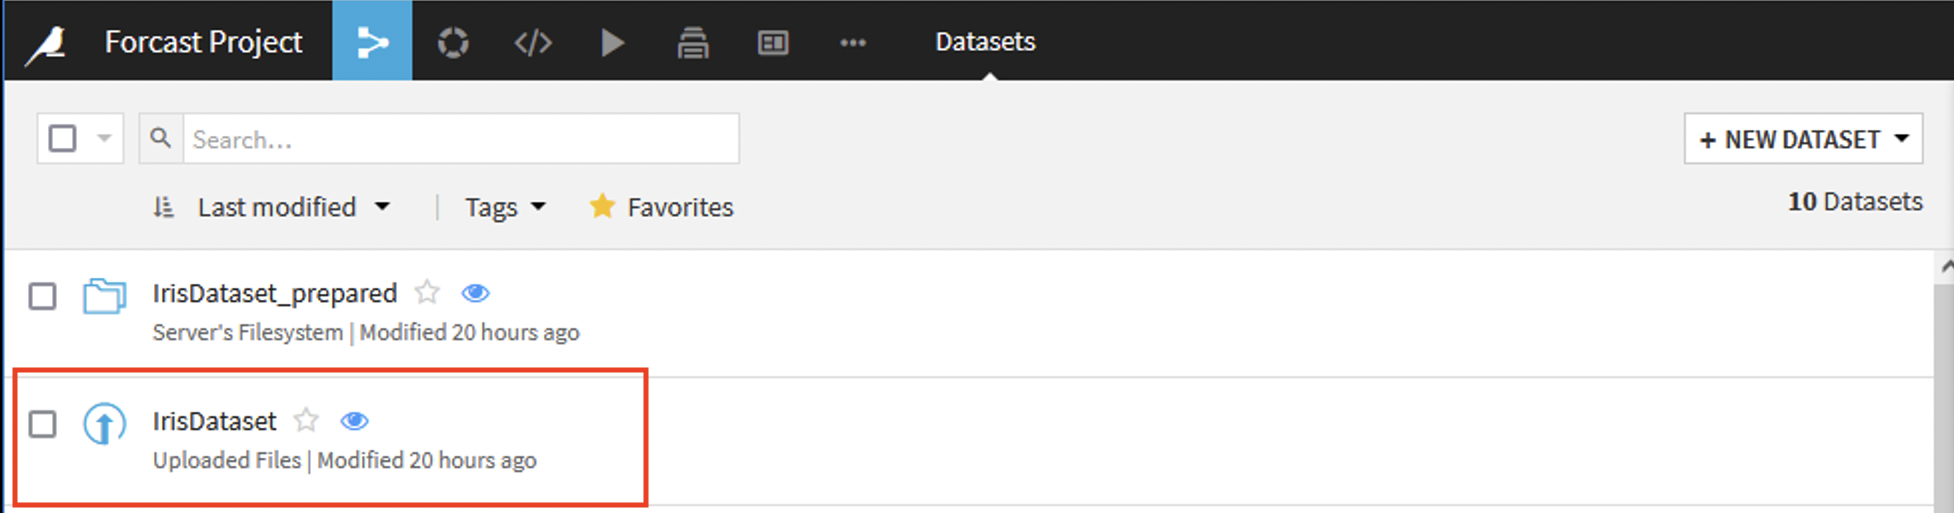 Forcast Project
Datasets
Search...
+ NEW DATASET
Last modified | Tags Favorites
10 Datasets
IrisDataset_prepared
Server's Filesystem | Modified 20 hours ago
IrisDataset
Uploaded Files | Modified 20 hours ago